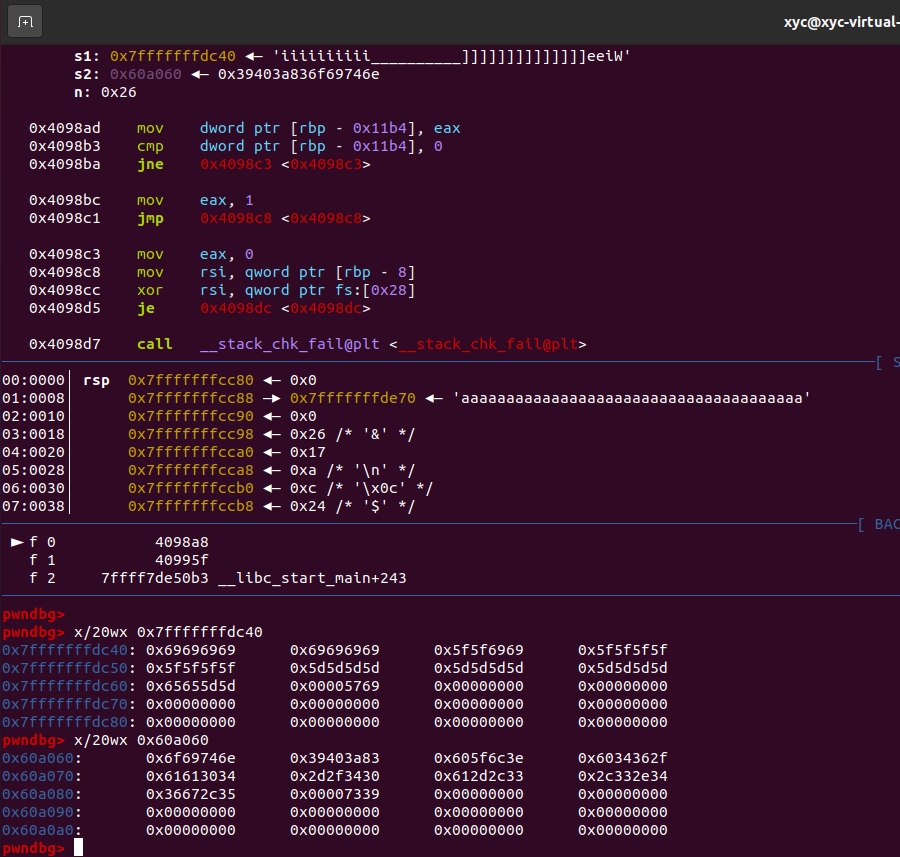 xyc@xyc-virtual-
s1: 0x7fffffffdc40 ◂— 'iiiiiiiiii__________]]]]]]]]]]]]]]eeiW'
s2: 0x60a060 ◂— 0x39403a836f69746e
n: 0x26
0x4098ad mov dword ptr [rbp - 0x11b4], eax
0x4098b3 cmp dword ptr [rbp - 0x11b4], 0
0x4098ba jne 0x4098c3 <0x4098c3>
0x4098bc mov eax, 1
0x4098c1 jmp 0x4098c8 <0x4098c8>
0x4098c3 mov eax, 0
0x4098c8 mov rsi, qword ptr [rbp - 8]
0x4098cc xor rsi, qword ptr fs:[0x28]
0x4098d5 je 0x4098dc <0x4098dc>
0x4098d7 call __stack_chk_fail@plt <__stack_chk_fail@plt>
[ S
00:0000│ rsp 0x7fffffffcc80 ◂— 0x0
01:0008│ 0x7fffffffcc88 —▸ 0x7fffffffde70 ◂— 'aaaaaaaaaaaaaaaaaaaaaaaaaaaaaaaaaaaaaa'
02:0010│ 0x7fffffffcc90 ◂— 0x0
03:0018│ 0x7fffffffcc98 ◂— 0x26 /* '&' */
04:0020│ 0x7fffffffcca0 ◂— 0x17
05:0028│ 0x7fffffffcca8 ◂— 0xa /* '\n' */
06:0030│ 0x7fffffffccb0 ◂— 0xc /* '\x0c' */
07:0038│ 0x7fffffffccb8 ◂— 0x24 /* '$' */
[ BAC
► f 0 4098a8
f 1 40995f
f 2 7ffff7de50b3 __libc_start_main+243
pwndbg>
pwndbg> x/20wx 0x7fffffffdc40
0x7fffffffdc40: 0x69696969 0x69696969 0x5f5f6969 0x5f5f5f5f
0x7fffffffdc50: 0x5f5f5f5f 0x5d5d5d5d 0x5d5d5d5d 0x5d5d5d5d
0x7fffffffdc60: 0x65655d5d 0x00005769 0x00000000 0x00000000
0x7fffffffdc70: 0x00000000 0x00000000 0x00000000 0x00000000
0x7fffffffdc80: 0x00000000 0x00000000 0x00000000 0x00000000
pwndbg> x/20wx 0x60a060
0x60a060: 0x6f69746e 0x39403a83 0x605f6c3e 0x6034362f
0x60a070: 0x61613034 0x2d2f3430 0x612d2c33 0x2c332e34
0x60a080: 0x36672c35 0x00007339 0x00000000 0x00000000
0x60a090: 0x00000000 0x00000000 0x00000000 0x00000000
0x60a0a0: 0x00000000 0x00000000 0x00000000 0x00000000
pwndbg>